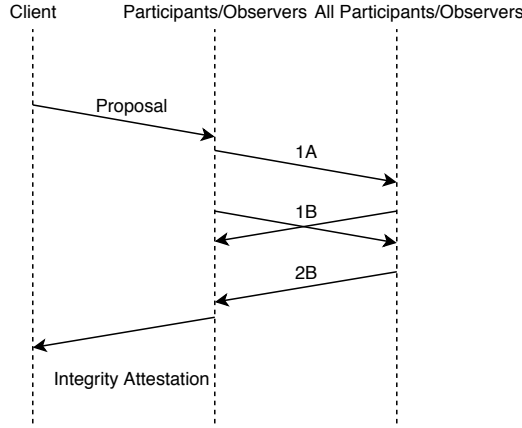 Client
Participants/Observers
All Participants/Observers
Proposal
1A
1B
2B
Integrity Attestation